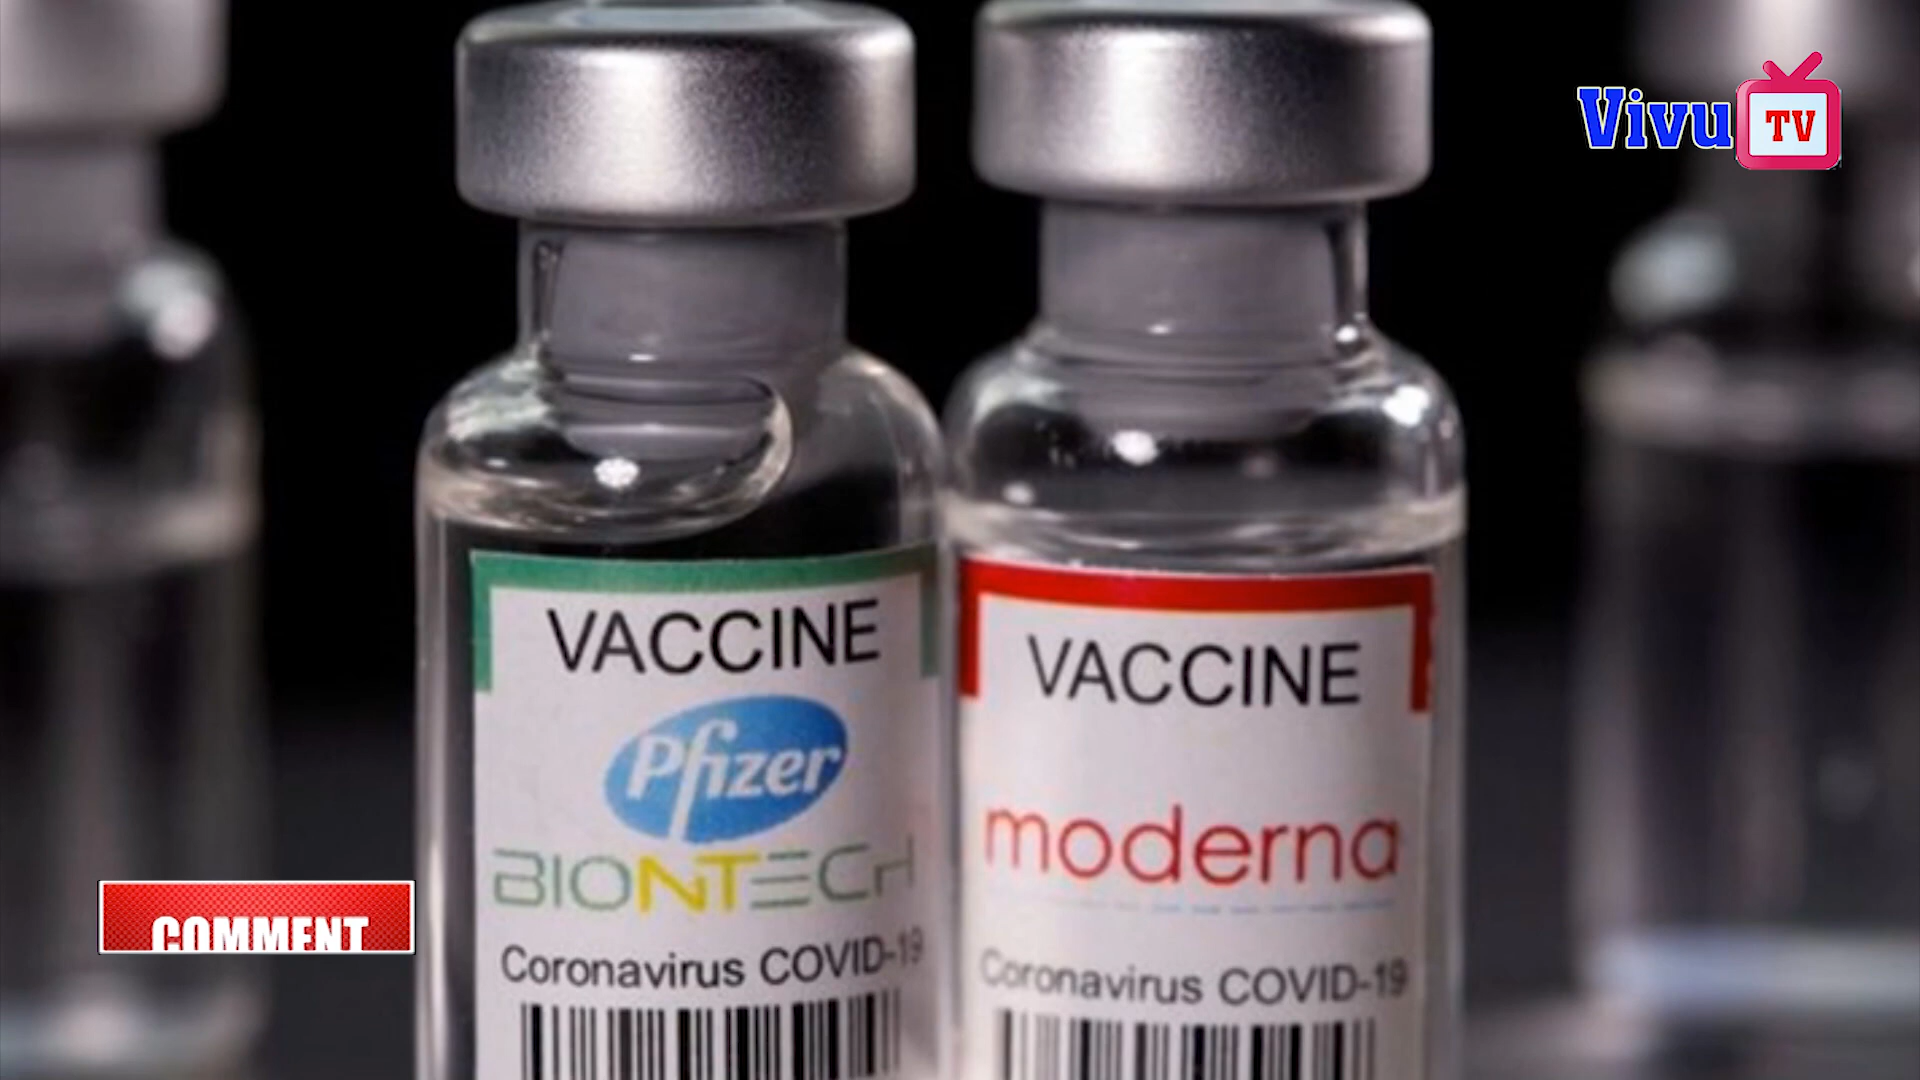 Vivu TV
VACCINE
Pfizer
BIONTECH
Coronavirus COVID-19
VACCINE
moderna
Coronavirus COVID-19
COMMENT